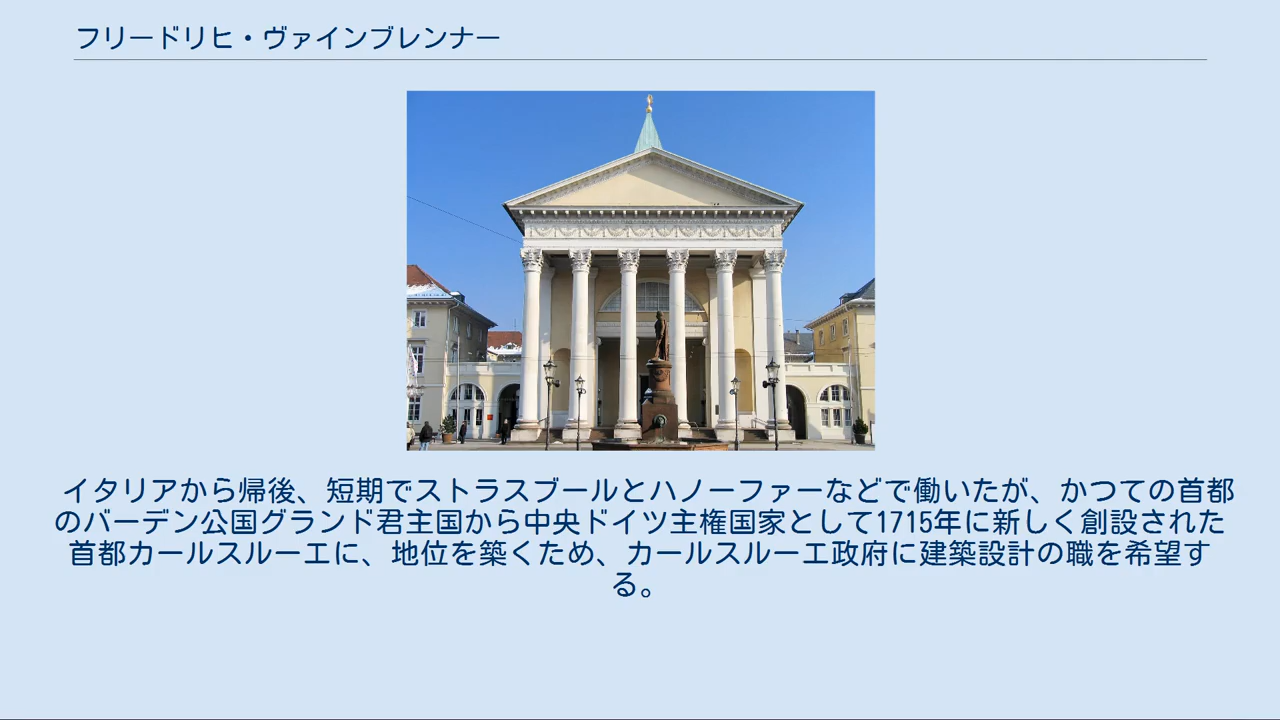 フリードリヒ・ヴァインブレンナー
イタリアから帰後、短期でストラスブールとハノーファーなどで働いたが、かつての首都
のバーデン公国グランド君主国から中央ドイツ主権国家として1715年に新しく創設された
首都カールスルーエに、地位を築くため、カールスルーエ政府に建築設計の職を希望す
る。